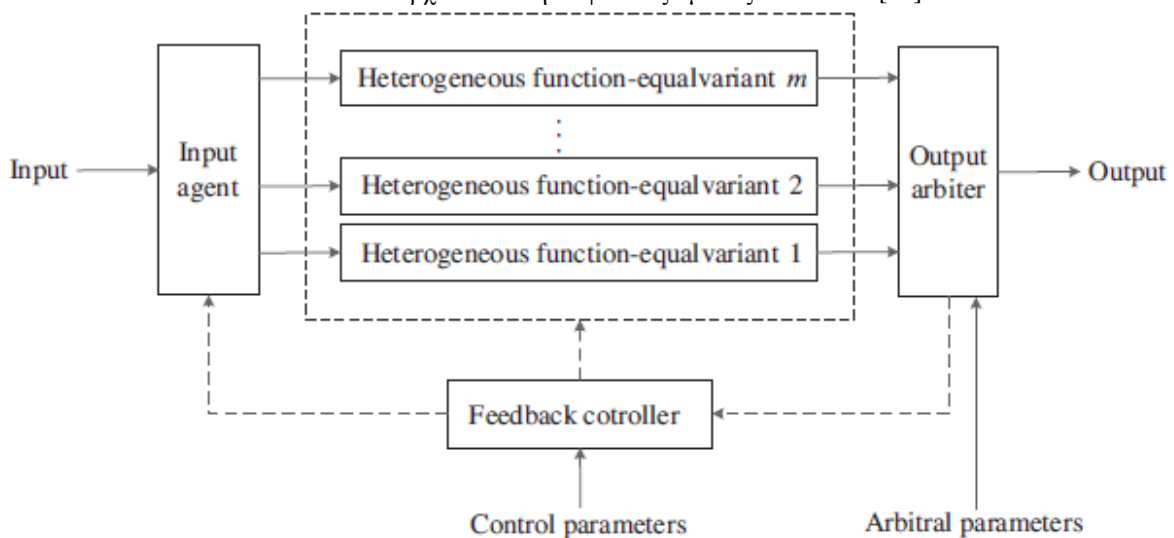 Heterogeneous function-equalvariant m
⋮
Input
Input
agent
Heterogeneous function-equalvariant 2
Output
arbiter
Output
Heterogeneous function-equalvariant 1
Feedback cotroller
Control parameters
Arbitral parameters